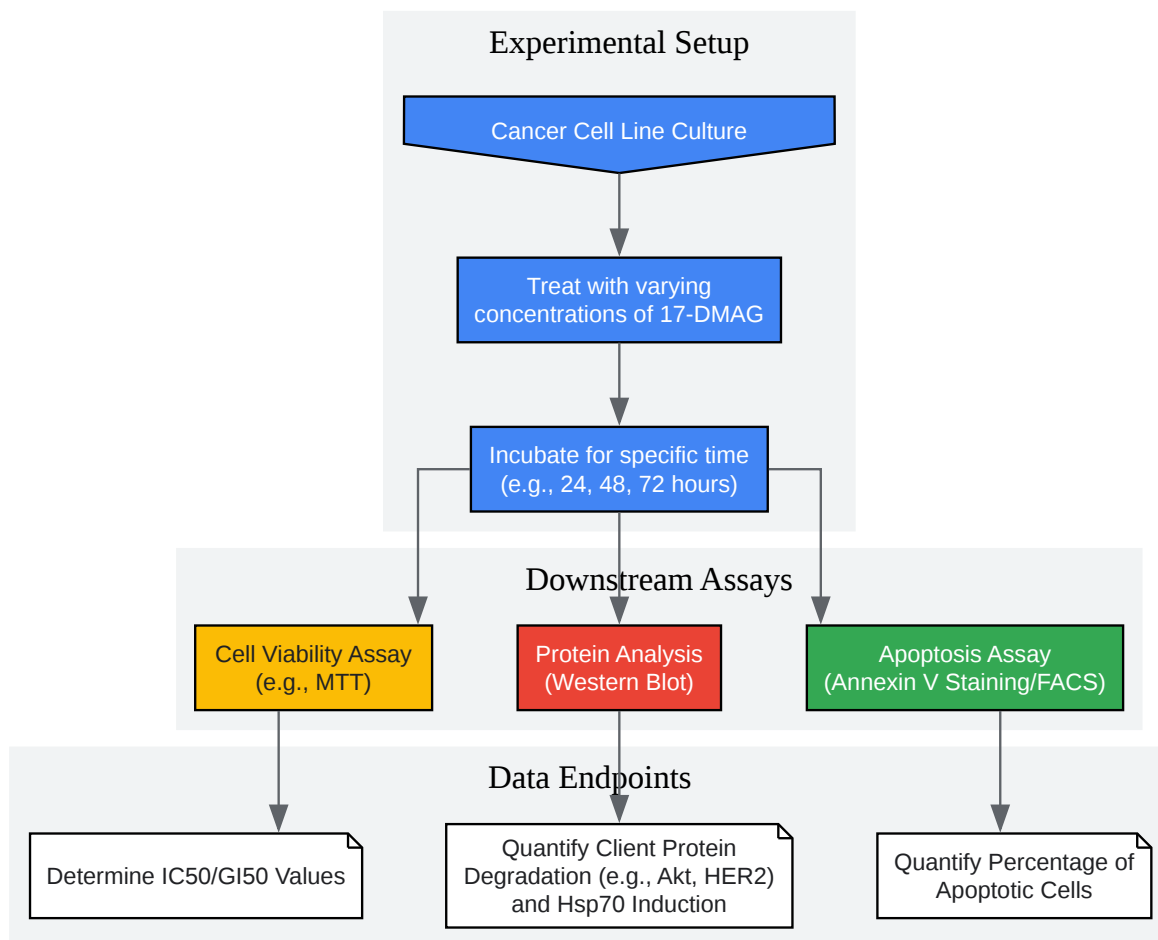 Experimental Setup
Cancer Cell Line Culture
Treat with varying
concentrations of 17-DMAG
Incubate for specific time
(e.g., 24, 48, 72 hours)
Downstream Assays
Cell Viability Assay
(e.g., MTT)
Protein Analysis
(Western Blot)
Apoptosis Assay
(Annexin V Staining/FACS)
Data Endpoints
Determine IC50/GI50 Values
Quantify Client Protein
Degradation (e.g., Akt, HER2)
and Hsp70 Induction
Quantify Percentage of
Apoptotic Cells